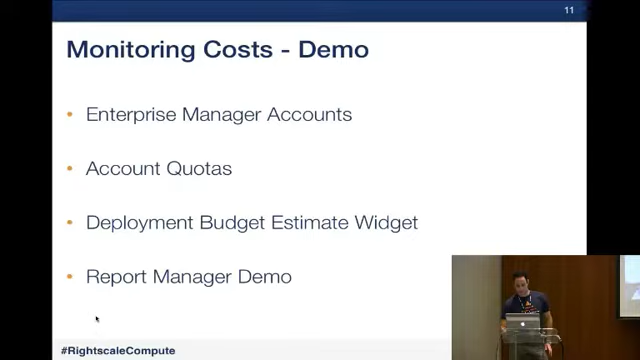 11
Monitoring Costs - Demo
• Enterprise Manager Accounts
• Account Quotas
• Deployment Budget Estimate Widget
• Report Manager Demo
#RightscaleCompute